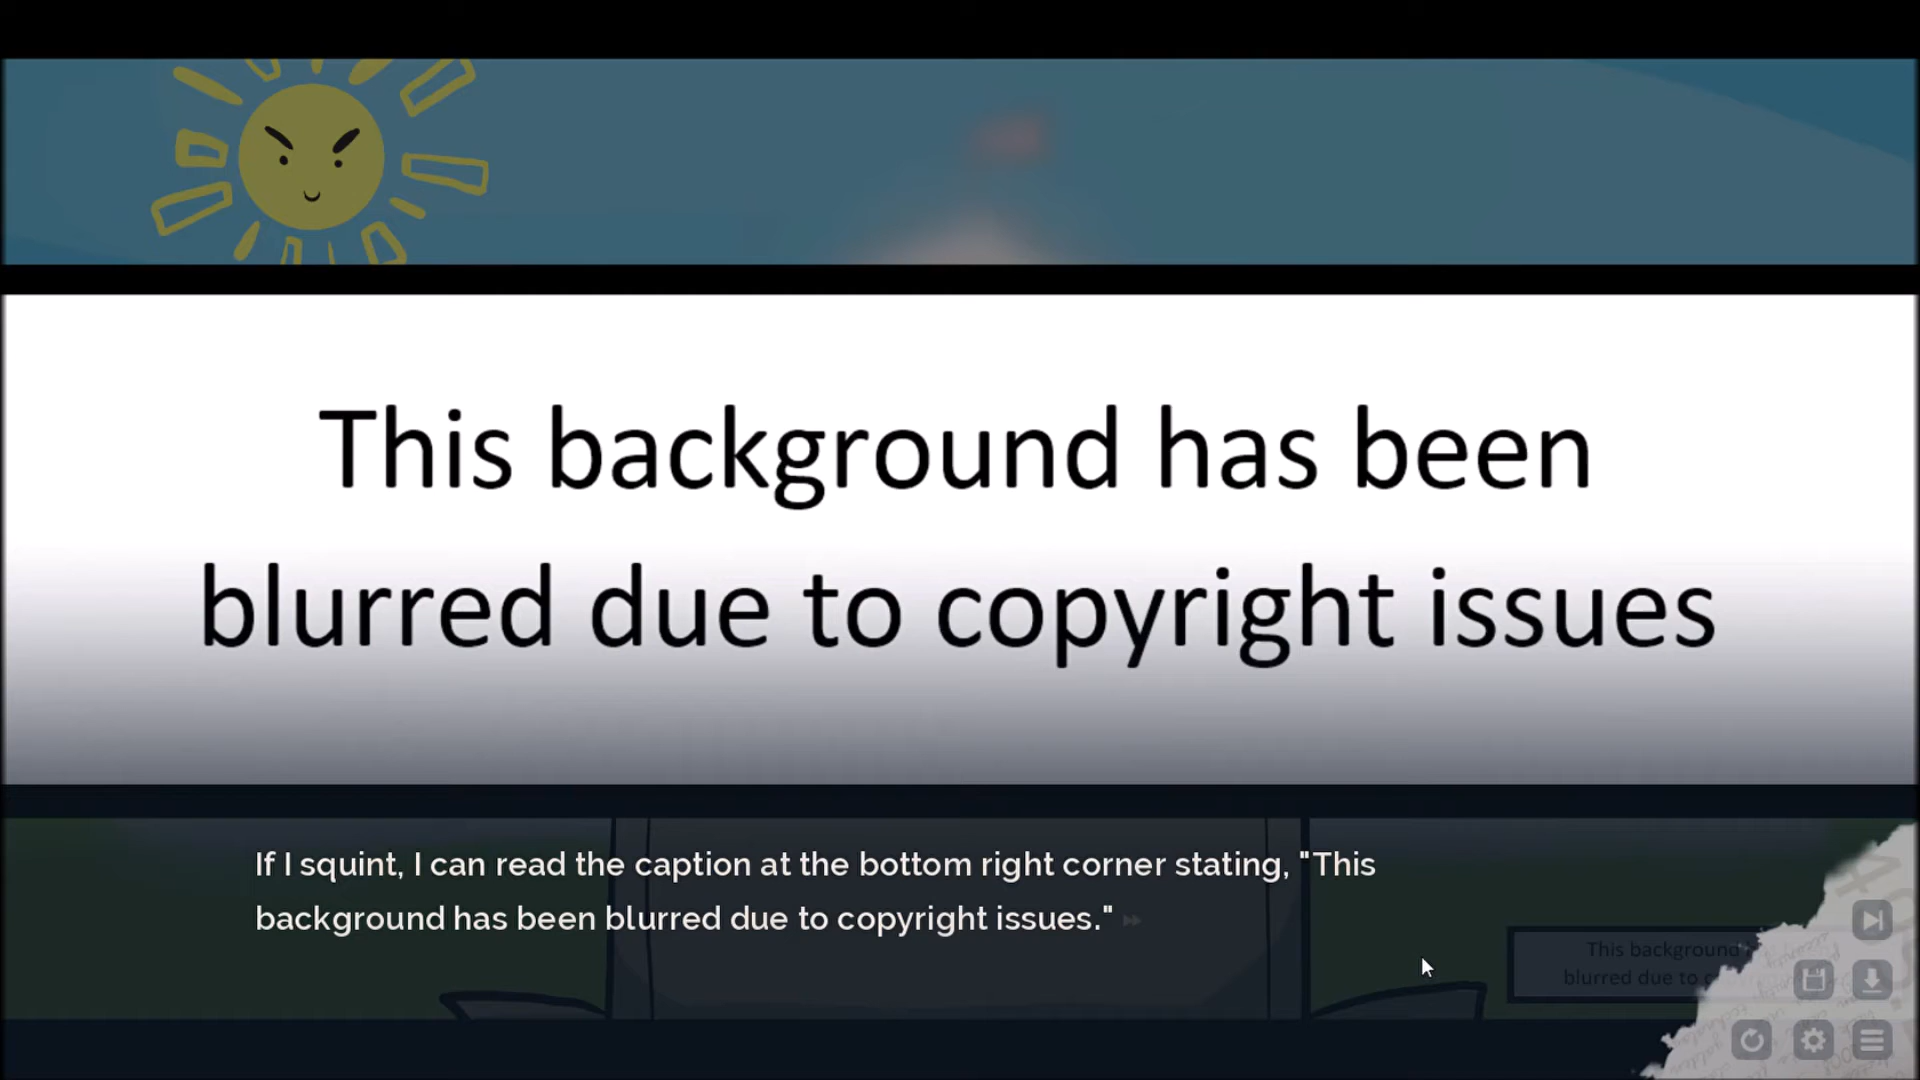 This background has been
blurred due to copyright issues
If I squint, I can read the caption at the bottom right corner stating, "This
background has been blurred due to copyright issues."
This background
blurred due to